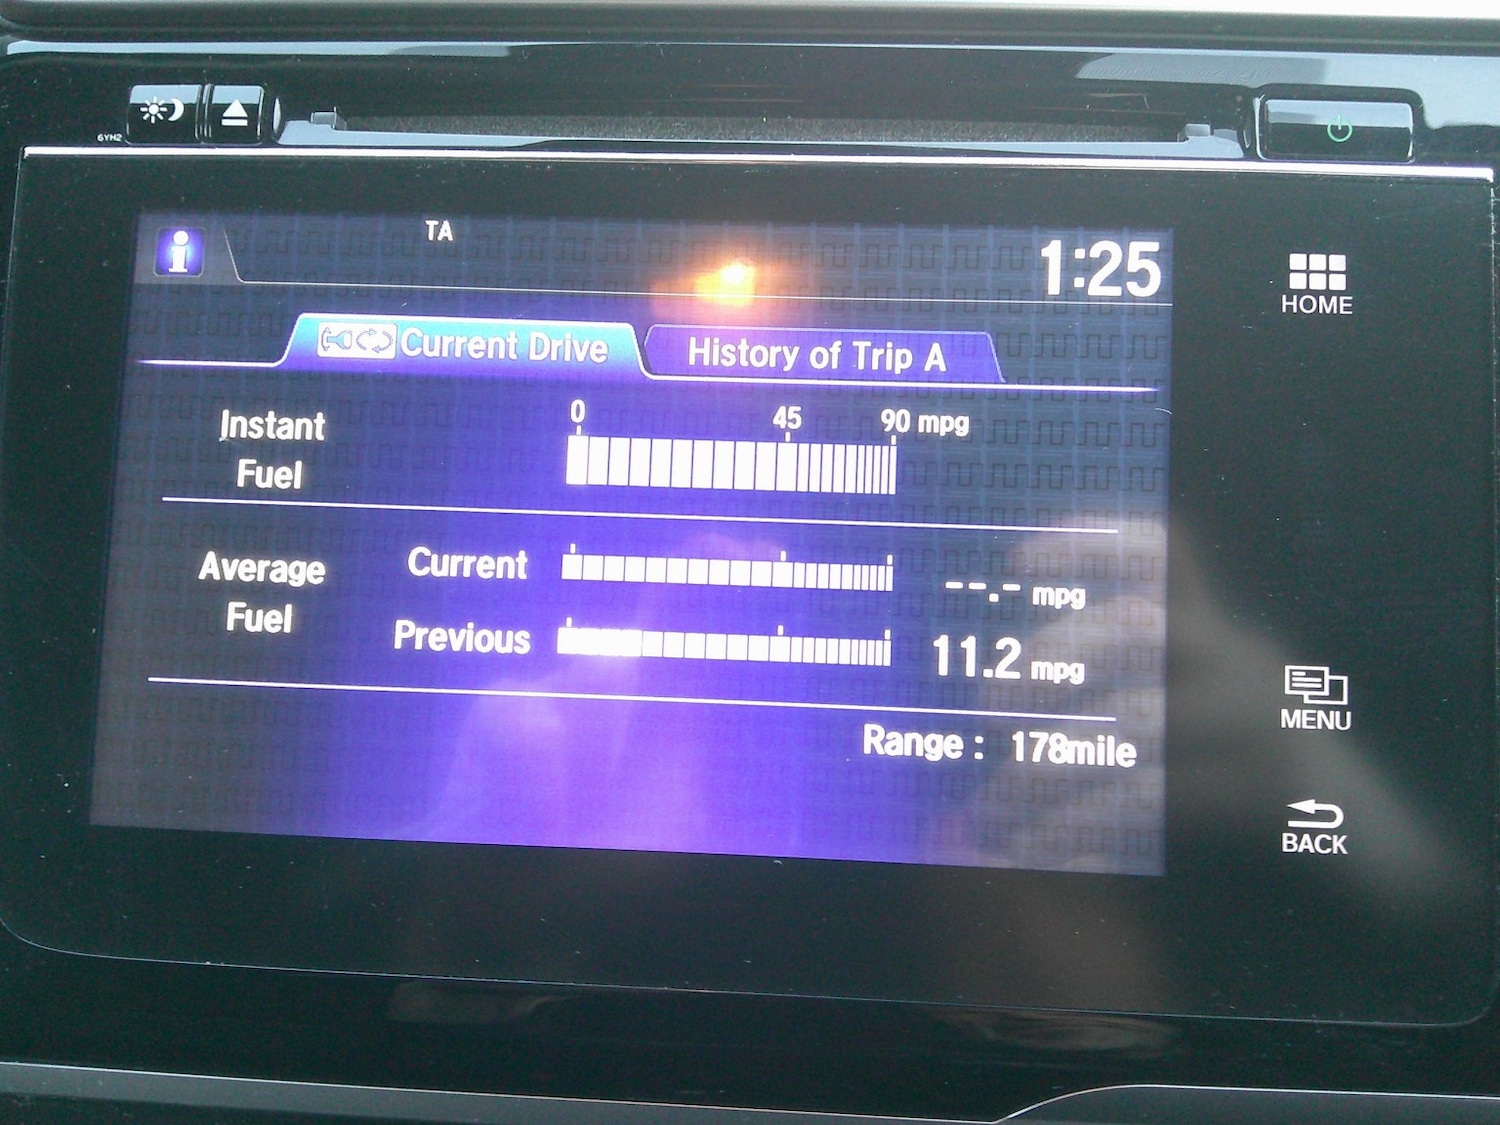 6YH2
TA
1:25
HOME
Current Drive
History of Trip A
0 45 90 mpg
Instant
Fuel
Average
Fuel
Current --.- mpg
Previous 11.2 mpg
Range : 178mile
MENU
BACK